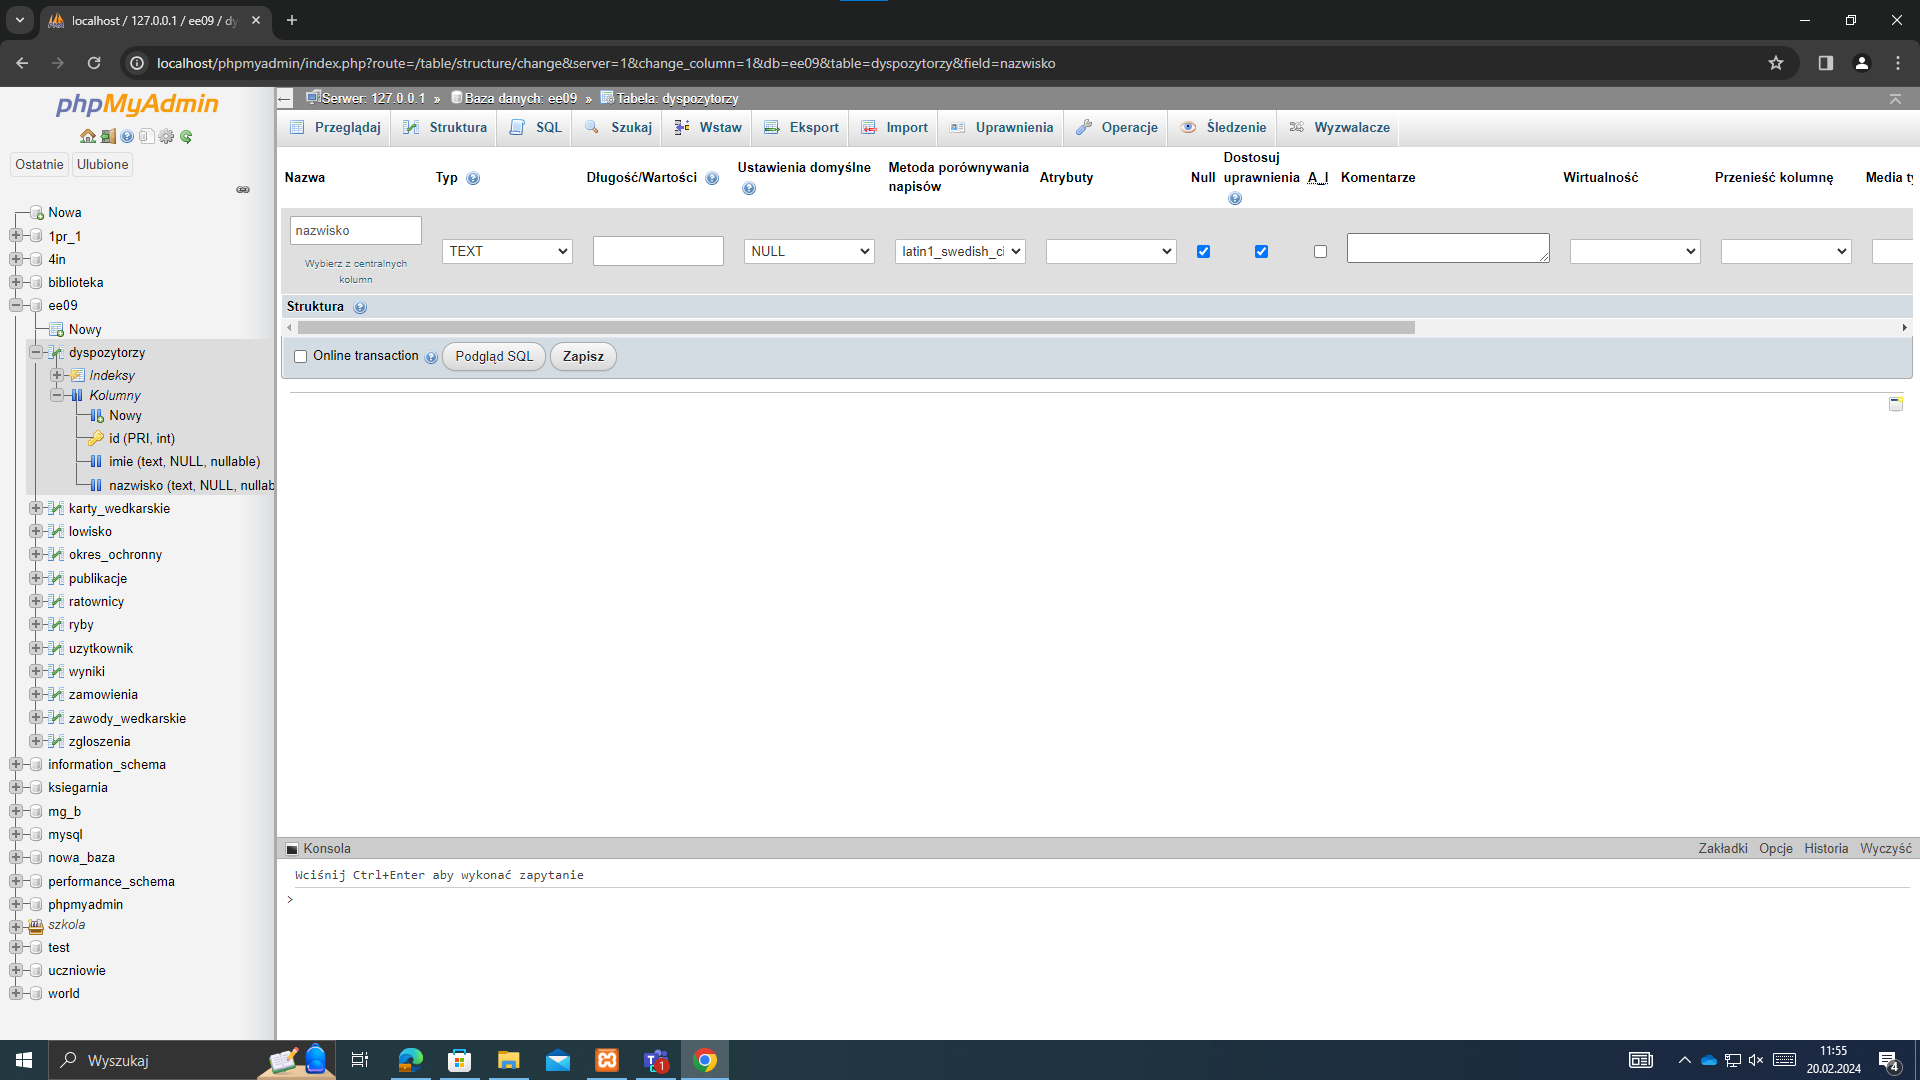 localhost / 127.0.0.1 / ee09 / dy
localhost/phpmyadmin/index.php?route=/table/structure/change&server=1&change_column=1&db=ee09&table=dyspozytorzy&field=nazwisko
phpMyAdmin
Ostatnie
Ulubione
Nowa
1pr_1
4in
biblioteka
ee09
Nowy
dyspozytorzy
Indeksy
Kolumny
Nowy
id (PRI, int)
imie (text, NULL, nullable)
nazwisko (text, NULL, nullab
karty_wedkarskie
lowisko
okres_ochronny
publikacje
ratownicy
ryby
uzytkownik
wyniki
zamowienia
zawody_wedkarskie
zgloszenia
information_schema
ksiegarnia
mg_b
mysql
nowa_baza
performance_schema
phpmyadmin
szkola
test
uczniowie
world
Serwer: 127.0.0.1 » Baza danych: ee09 » Tabela: dyspozytorzy
Przeglądaj Struktura SQL Szukaj Wstaw Eksport Import Uprawnienia Operacje Śledzenie Wyzwalacze
Nazwa
Typ
Długość/Wartości
Ustawienia domyślne
Metoda porównywania
napisów
Atrybuty
Null
Dostosuj
uprawnienia
A_I
Komentarze
Wirtualność
Przenieść kolumnę
Media ty
nazwisko
Wybierz z centralnych
kolumn
TEXT
NULL
latin1_swedish_ci
Struktura
Online transaction
Podgląd SQL
Zapisz
Konsola
Zakładki Opcje Historia Wyczyść
Wciśnij Ctrl+Enter aby wykonać zapytanie
>
Wyszukaj
1
11:55
20.02.2024
4